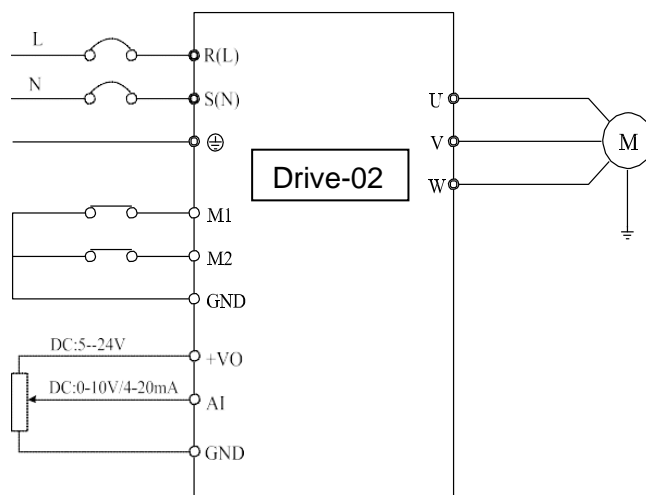 L
R(L)
N
S(N)
U
V
M
W
Drive-02
M1
M2
GND
DC:5--24V
+VO
DC:0-10V/4-20mA
AI
GND